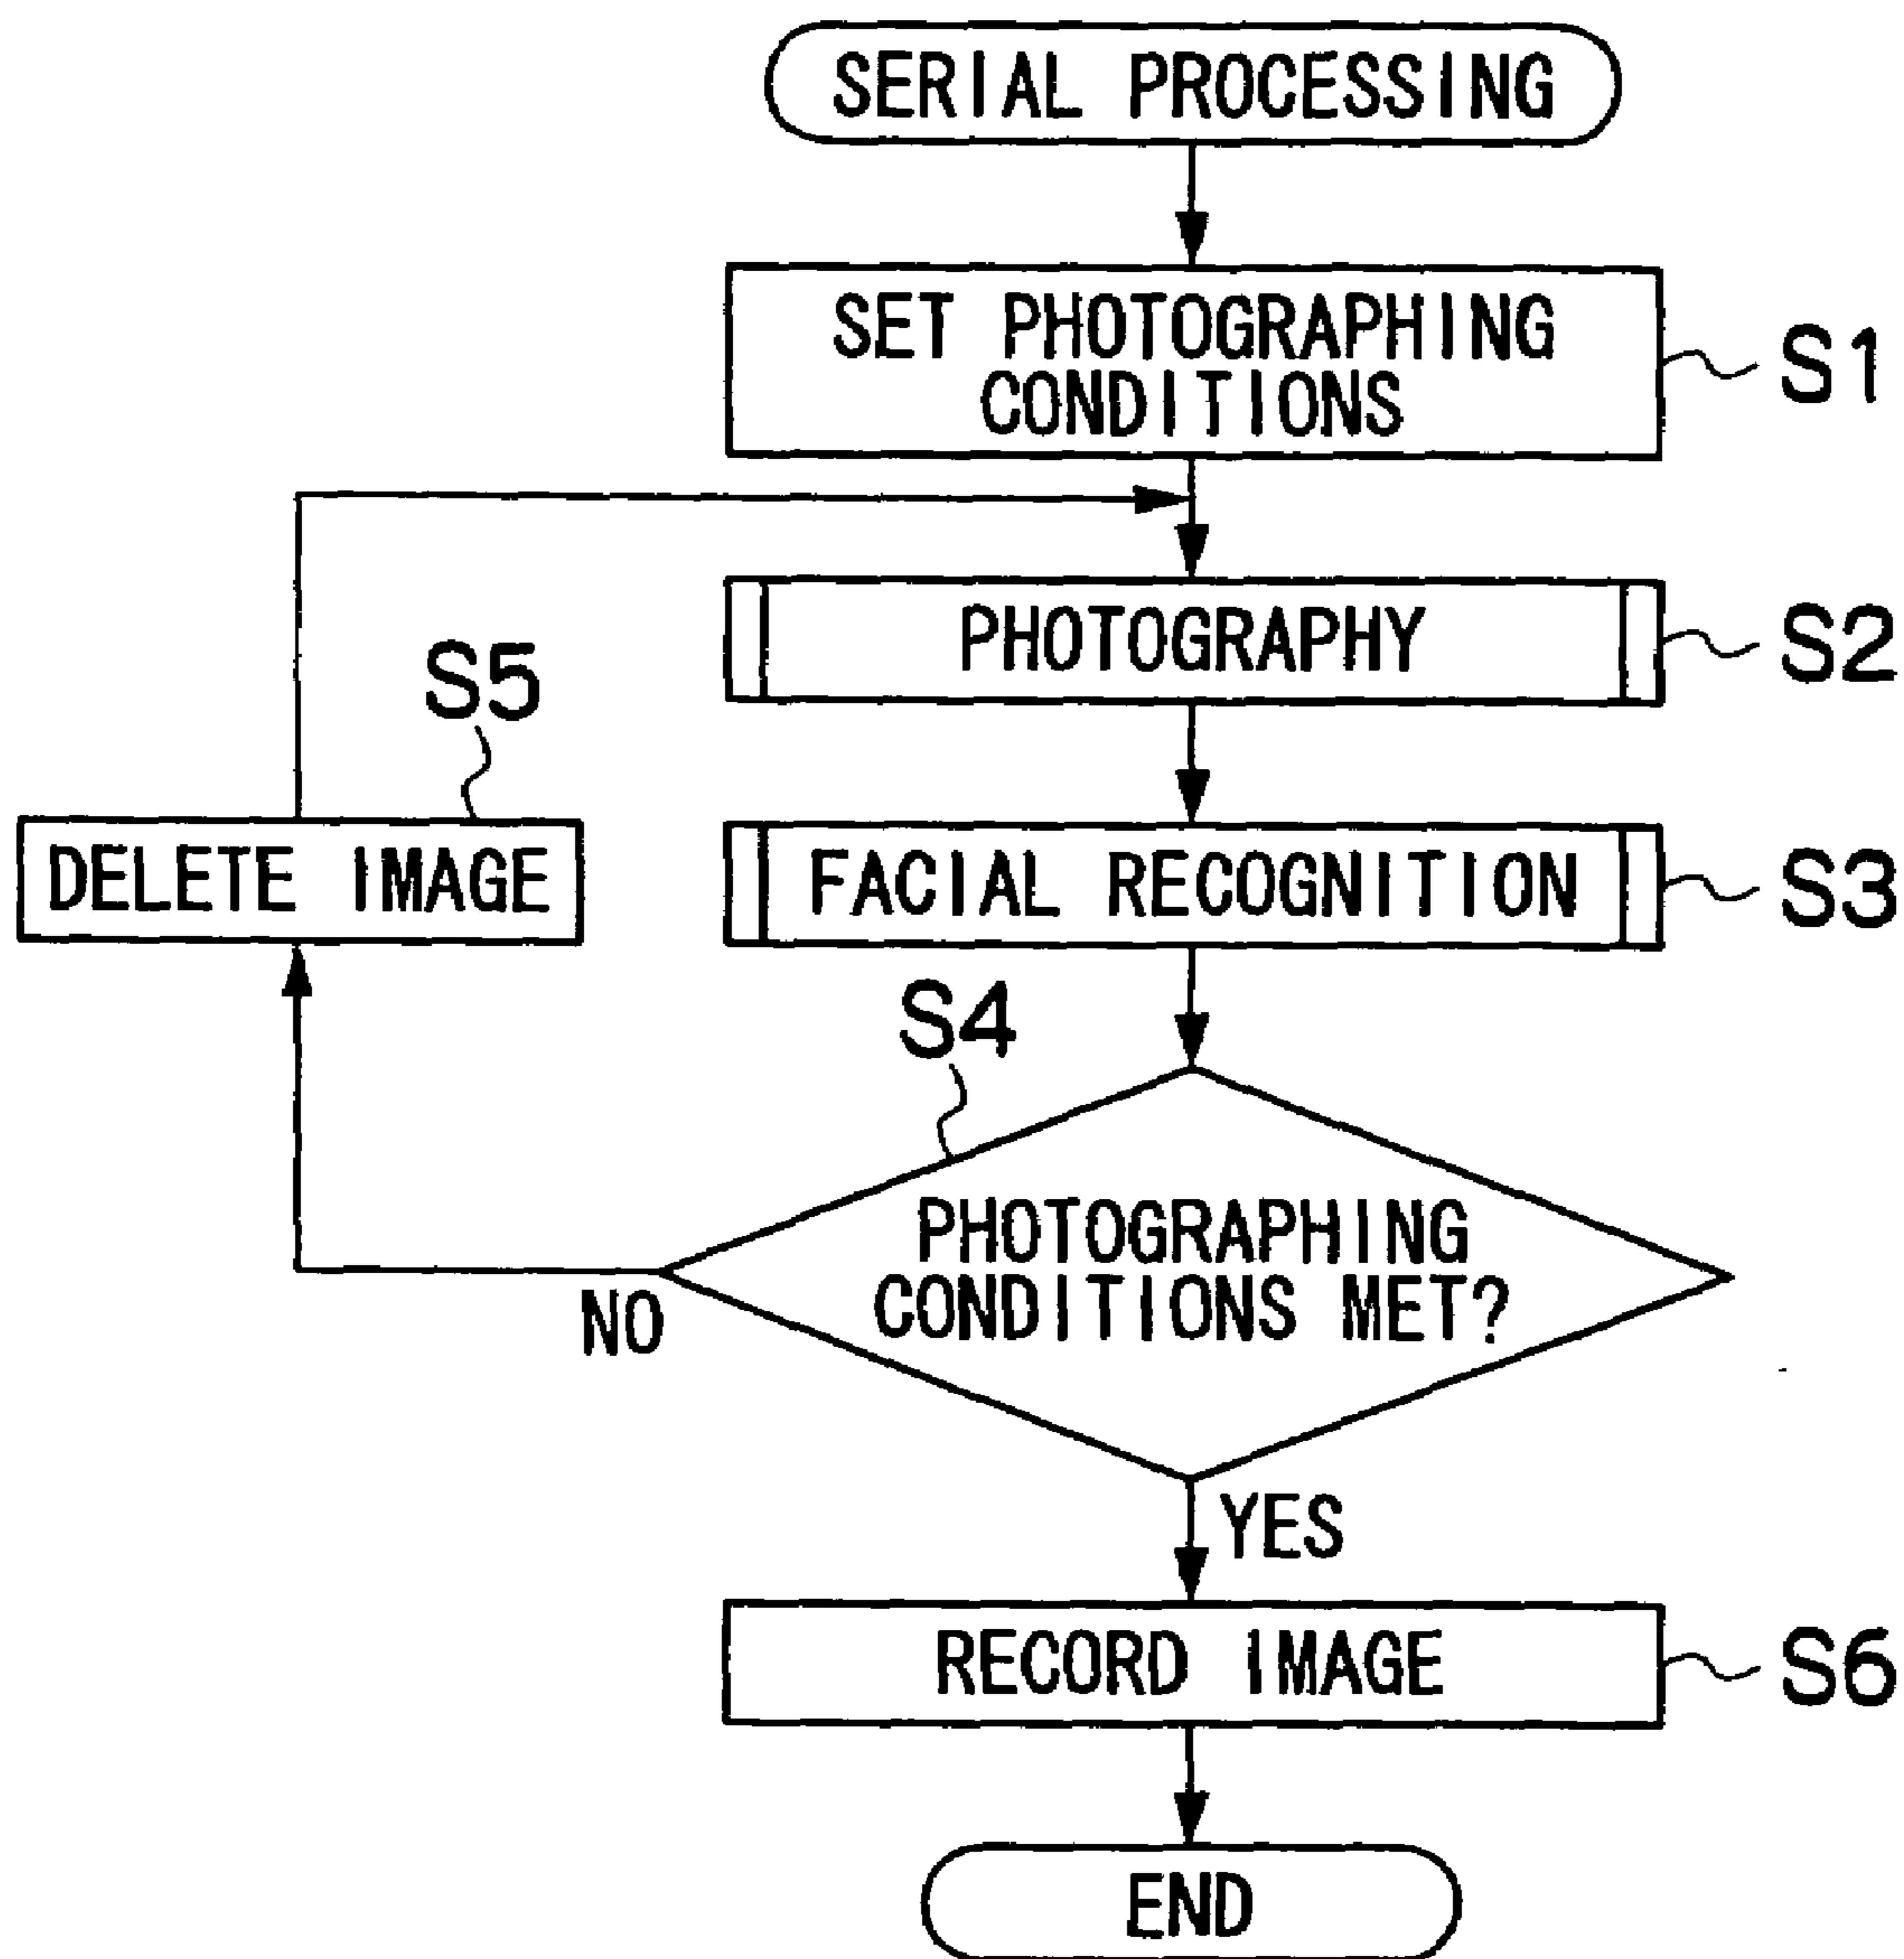 SERIAL PROCESSING
SET PHOTOGRAPHING
CONDITIONS
S1
PHOTOGRAPHY
S2
S5
DELETE IMAGE
FACIAL RECOGNITION
S3
S4
PHOTOGRAPHING
CONDITIONS MET?
NO
YES
RECORD IMAGE
S6
END